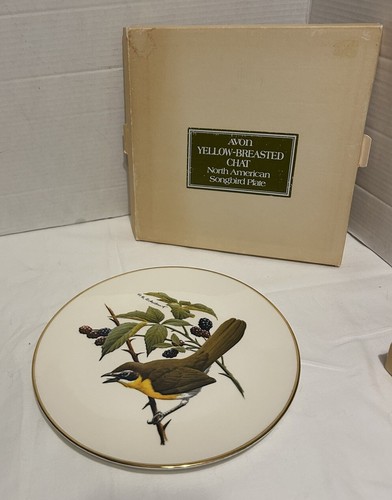 AVON
YELLOW-BREASTED
CHAT
North American
Songbird Plate